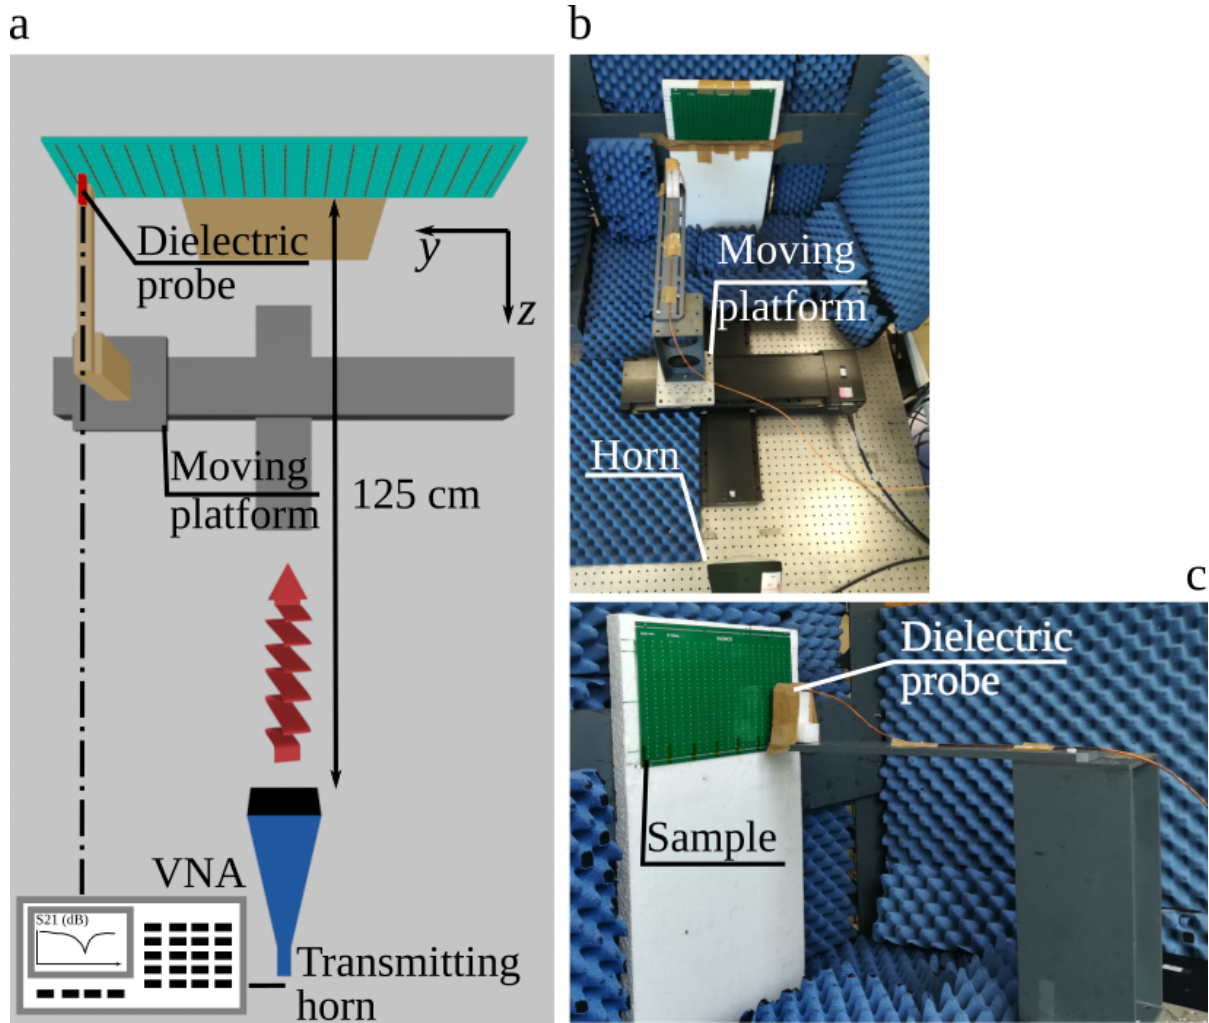 a
Dielectric
probe
y
z
Moving
platform
125 cm
VNA
S21 (dB)
Transmitting
horn
b
Moving
platform
Horn
c
Dielectric
probe
Sample